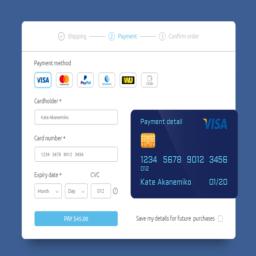 Shipping
2 Payment
3 Confirm order
Payment method
VISA
PayPal
WU
Cardholder *
Kate Akanemiko
Card number *
1234 5678 9012 3456
Expiry date *
CVC
Month
Day
012
PAY $45.00
Save my details for future purchases
Payment detail
VISA
1234 5678 9012 3456
012
Kate Akanemiko
01/20